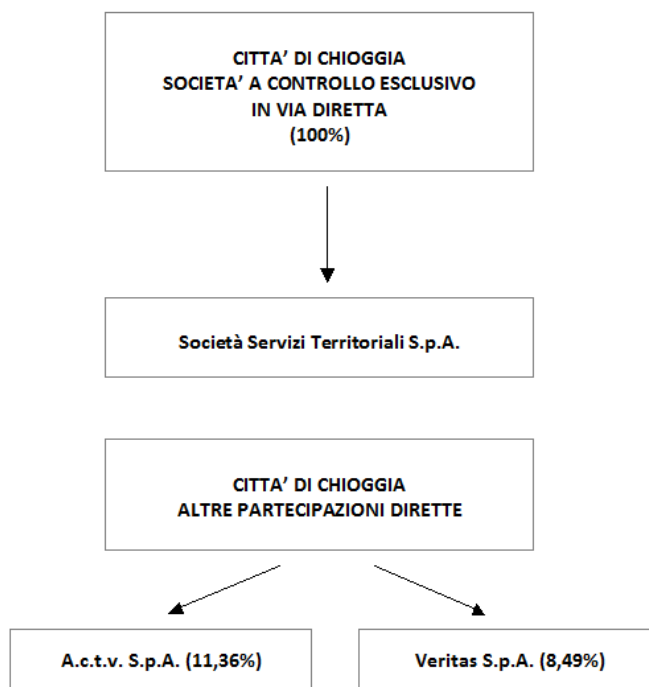 CITTA’ DI CHIOGGIA
SOCIETA’ A CONTROLLO ESCLUSIVO
IN VIA DIRETTA
(100%)
Società Servizi Territoriali S.p.A.
CITTA’ DI CHIOGGIA
ALTRE PARTECIPAZIONI DIRETTE
A.c.t.v. S.p.A. (11,36%)
Veritas S.p.A. (8,49%)